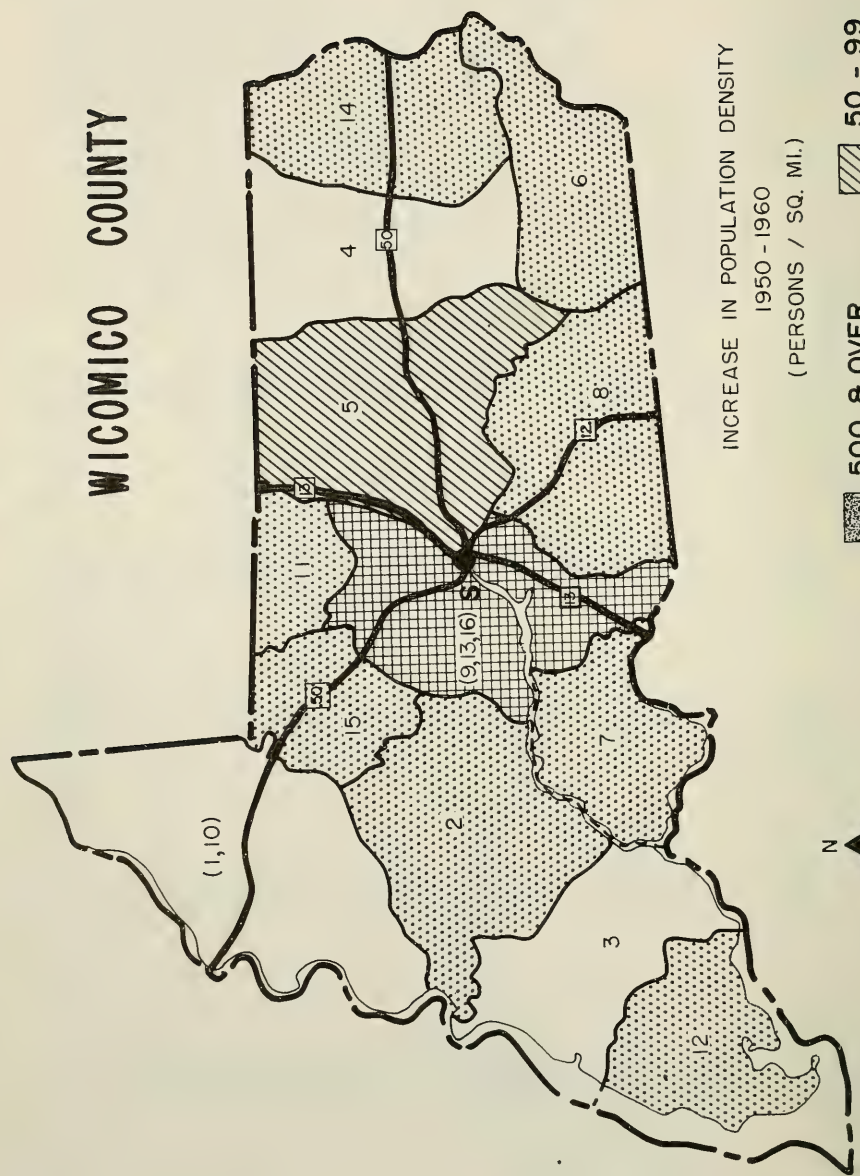 WICOMICO COUNTY
14
4
50
6
5
13
8
12
11
S
(9,13,16)
13
50
15
7
(1,10)
2
3
12
INCREASE IN POPULATION DENSITY
1950 - 1960
(PERSONS / SQ. MI.)
500 & OVER
50 - 99
N